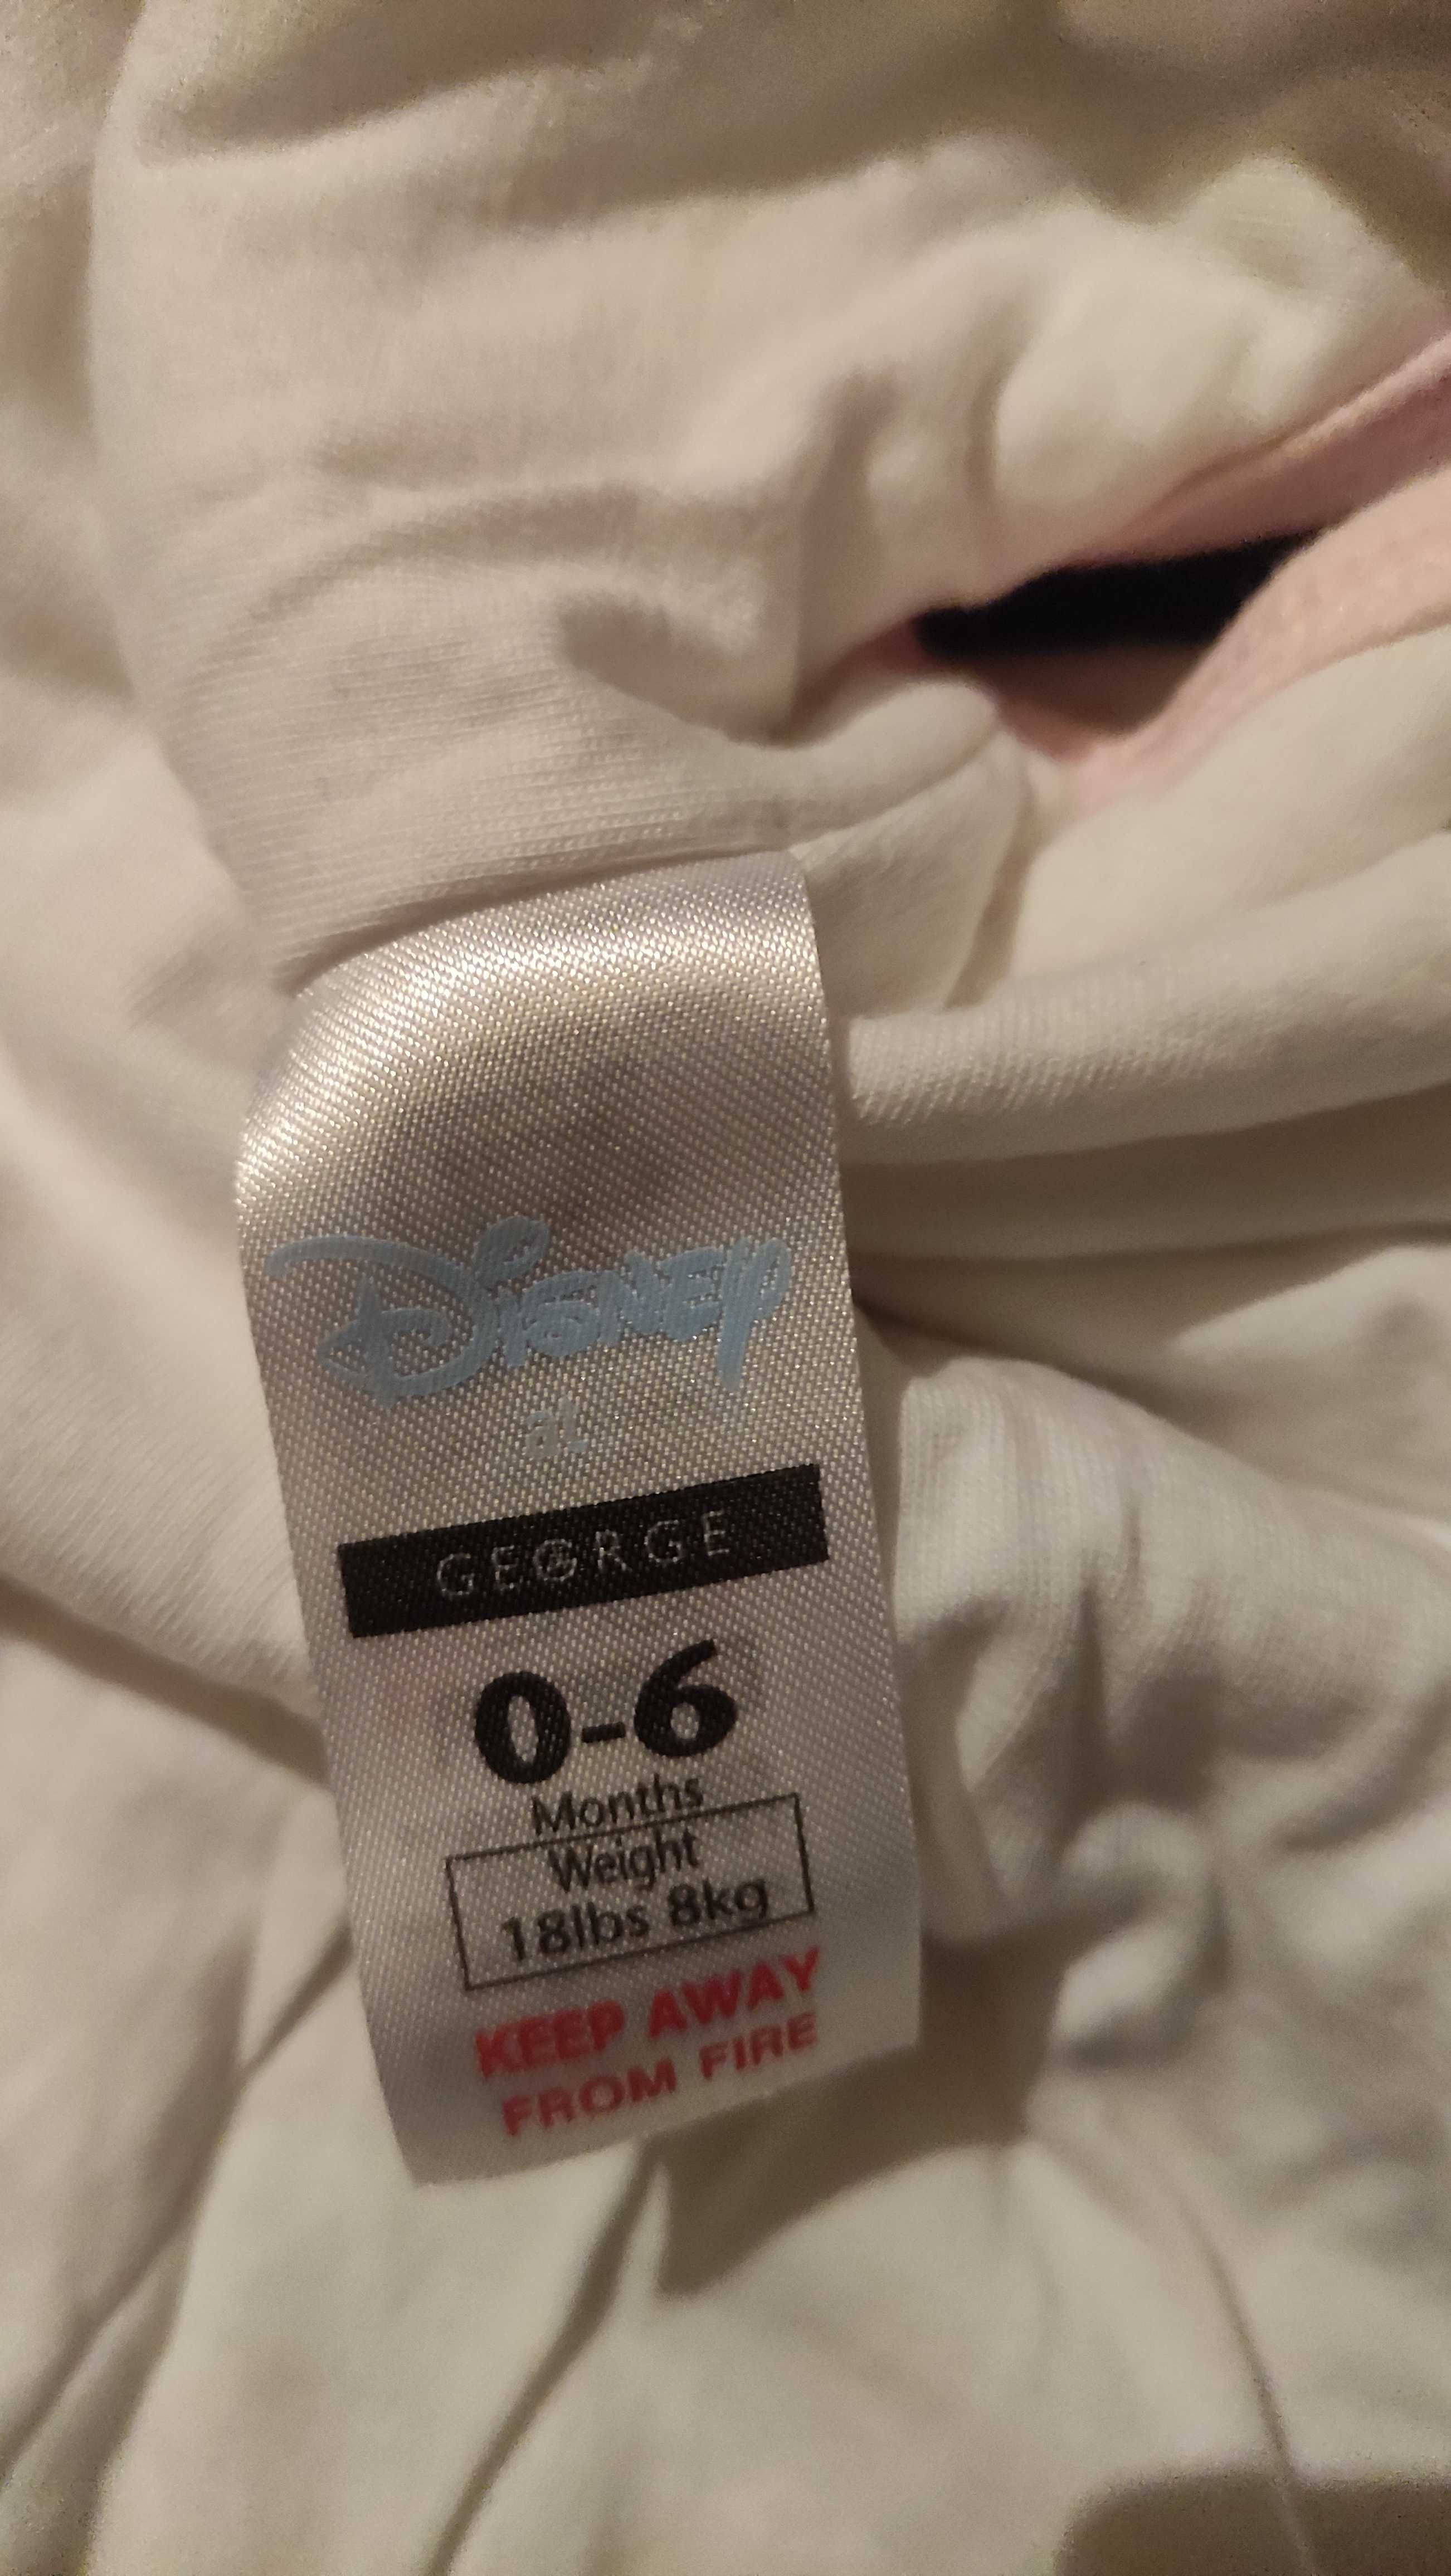 Disney
at
GEORGE
0-6
Months
Weight
18lbs 8kg
KEEP AWAY
FROM FIRE